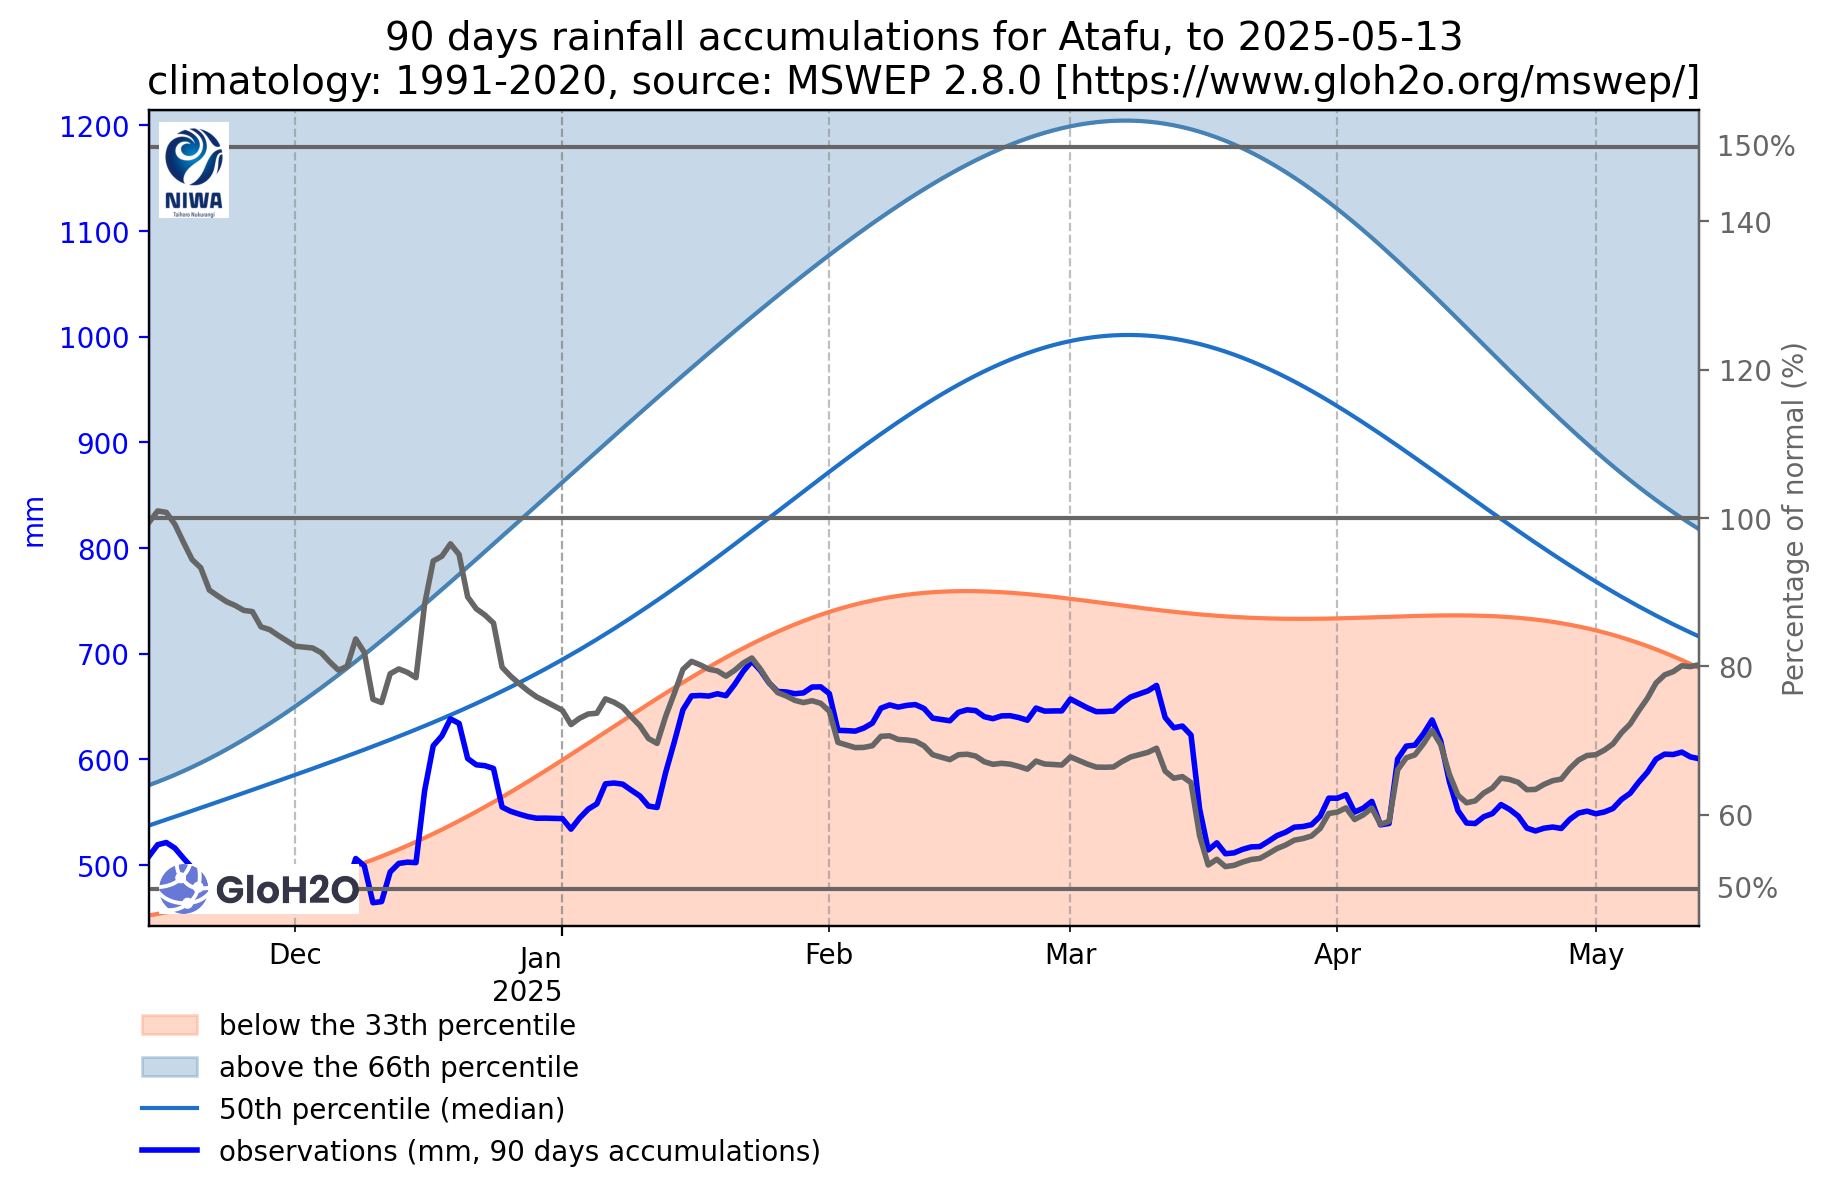 90 days rainfall accumulations for Atafu, to 2025-05-13
climatology: 1991-2020, source: MSWEP 2.8.0 [https://www.gloh2o.org/mswep/]
1200
1100
1000
900
800
700
600
500
mm
NIWA
Taihoro Nukurangi
GloH2O
150%
140
120
100
80
60
50%
Percentage of normal (%)
Dec
Jan
2025
Feb
Mar
Apr
May
below the 33th percentile
above the 66th percentile
50th percentile (median)
observations (mm, 90 days accumulations)